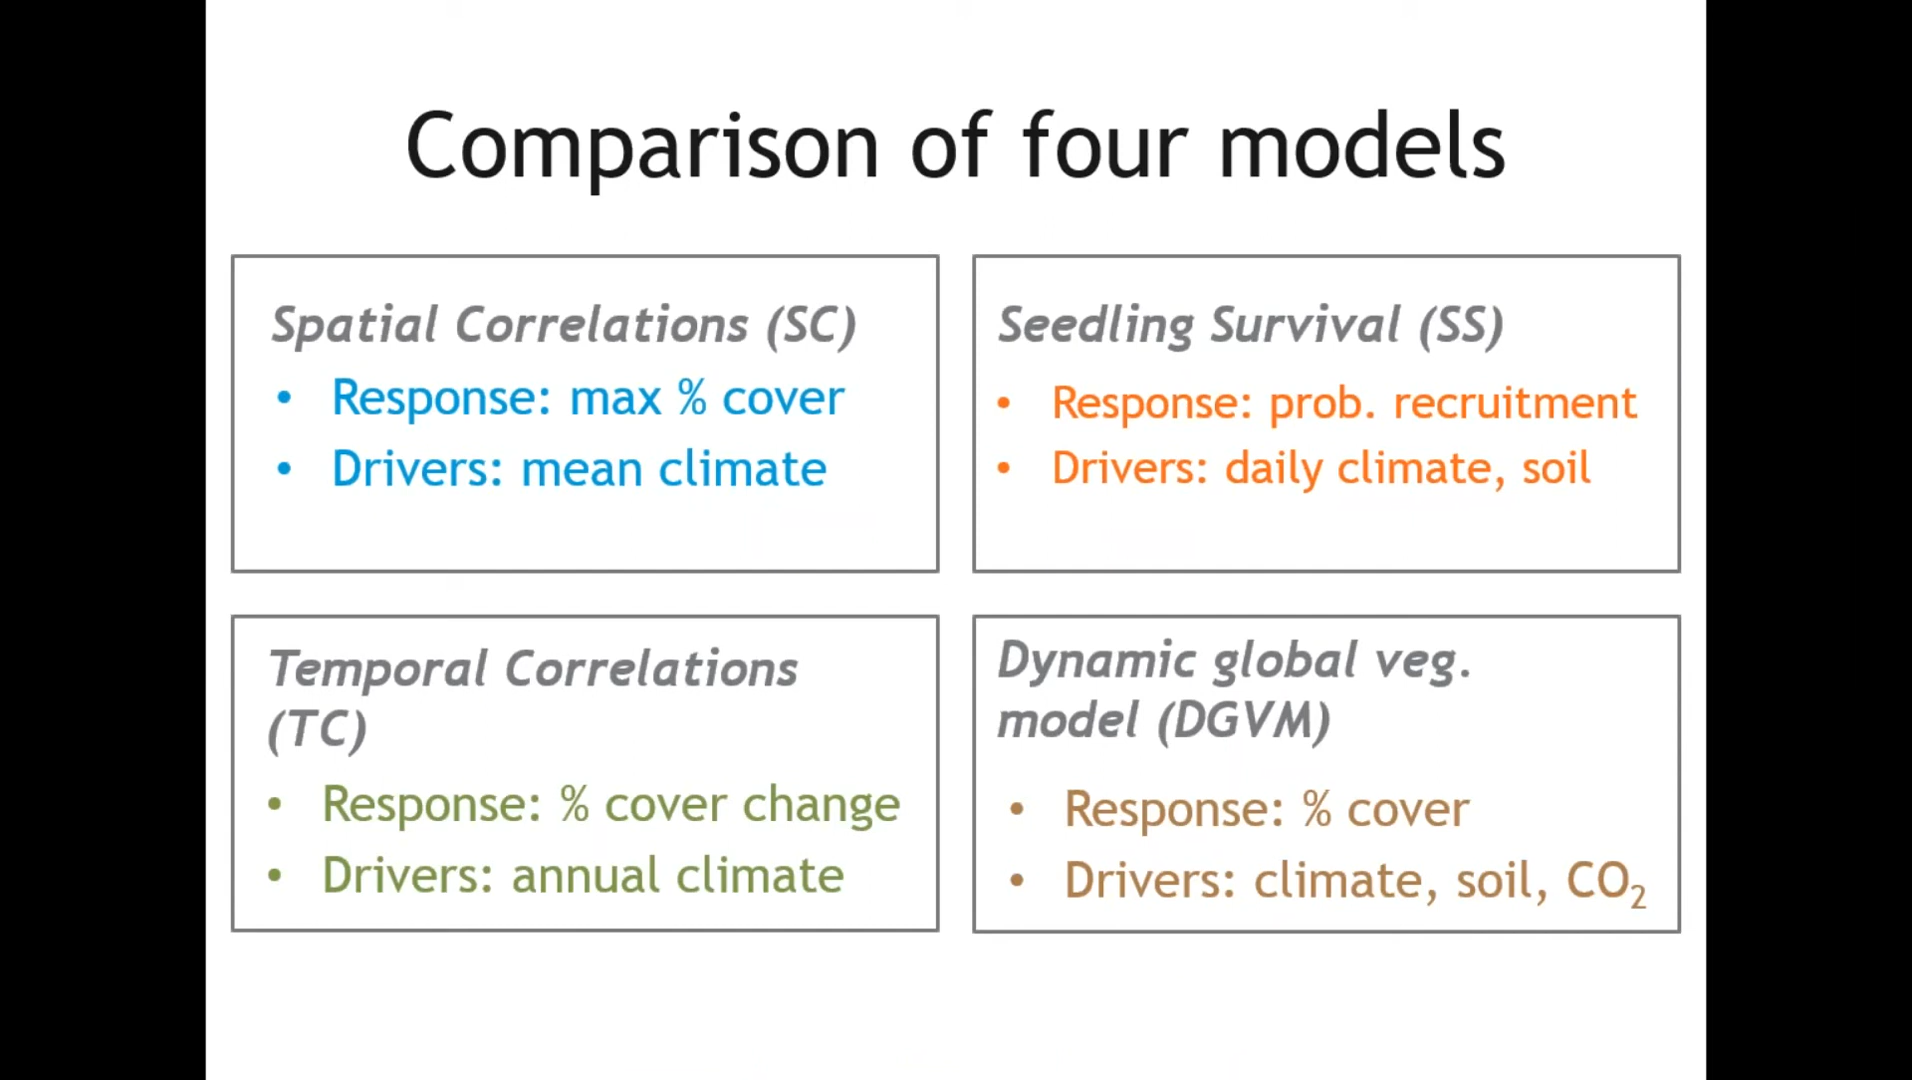 Comparison of four models
Spatial Correlations (SC)
• Response: max % cover
• Drivers: mean climate
Seedling Survival (SS)
• Response: prob. recruitment
• Drivers: daily climate, soil
Temporal Correlations
(TC)
• Response: % cover change
• Drivers: annual climate
Dynamic global veg.
model (DGVM)
• Response: % cover
• Drivers: climate, soil, CO₂